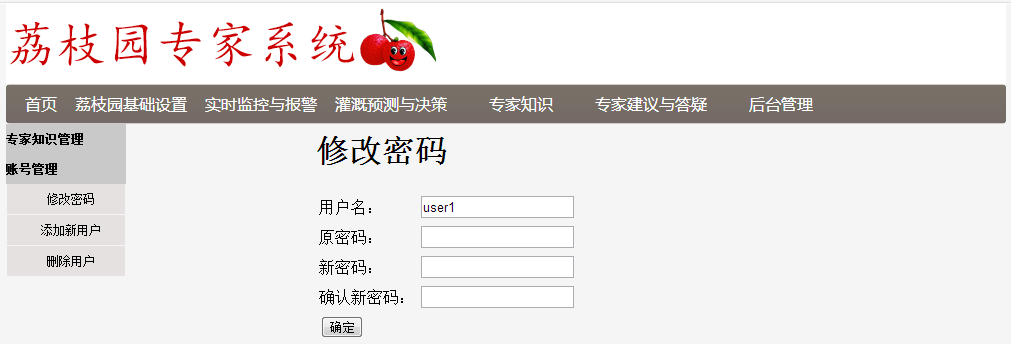 荔枝园专家系统
首页 荔枝园基础设置 实时监控与报警 灌溉预测与决策 专家知识 专家建议与答疑 后台管理
专家知识管理
账号管理
修改密码
添加新用户
删除用户
修改密码
用户名： user1
原密码：
新密码：
确认新密码：
确定